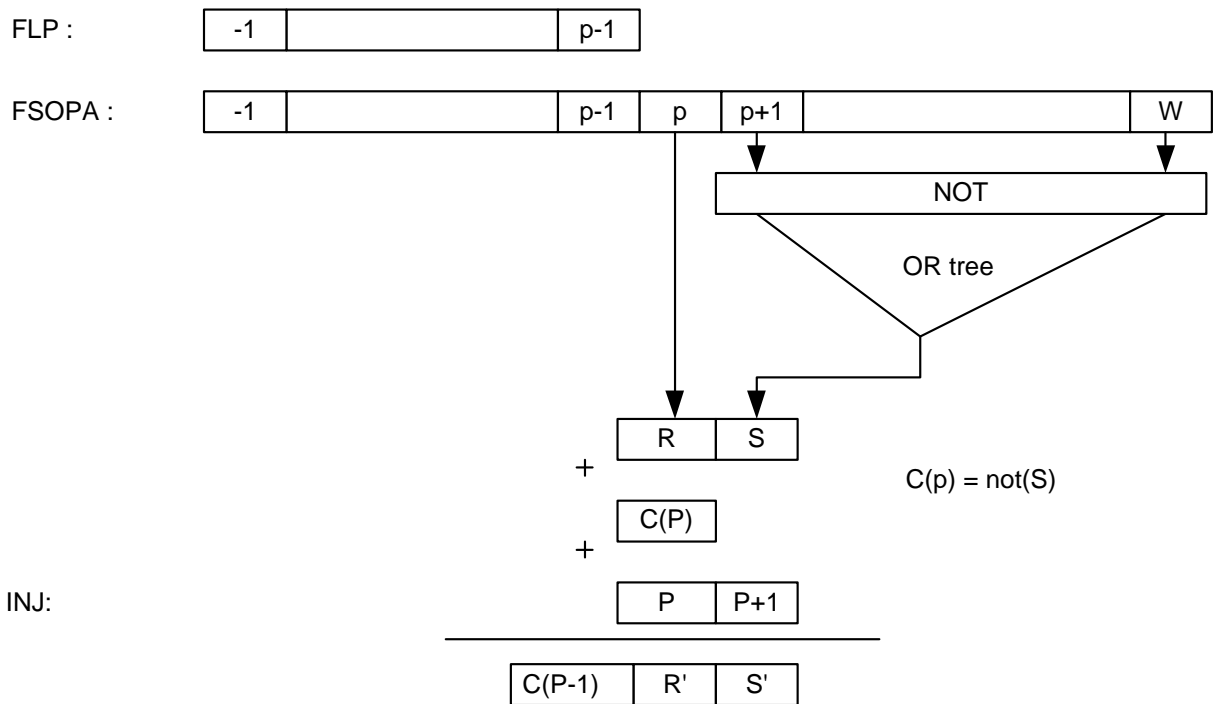 FLP : -1 p-1
FSOPA : -1 p-1 p p+1 W
NOT
OR tree
R S
+
C(p) = not(S)
C(P)
+
INJ: P P+1
C(P-1) R' S'